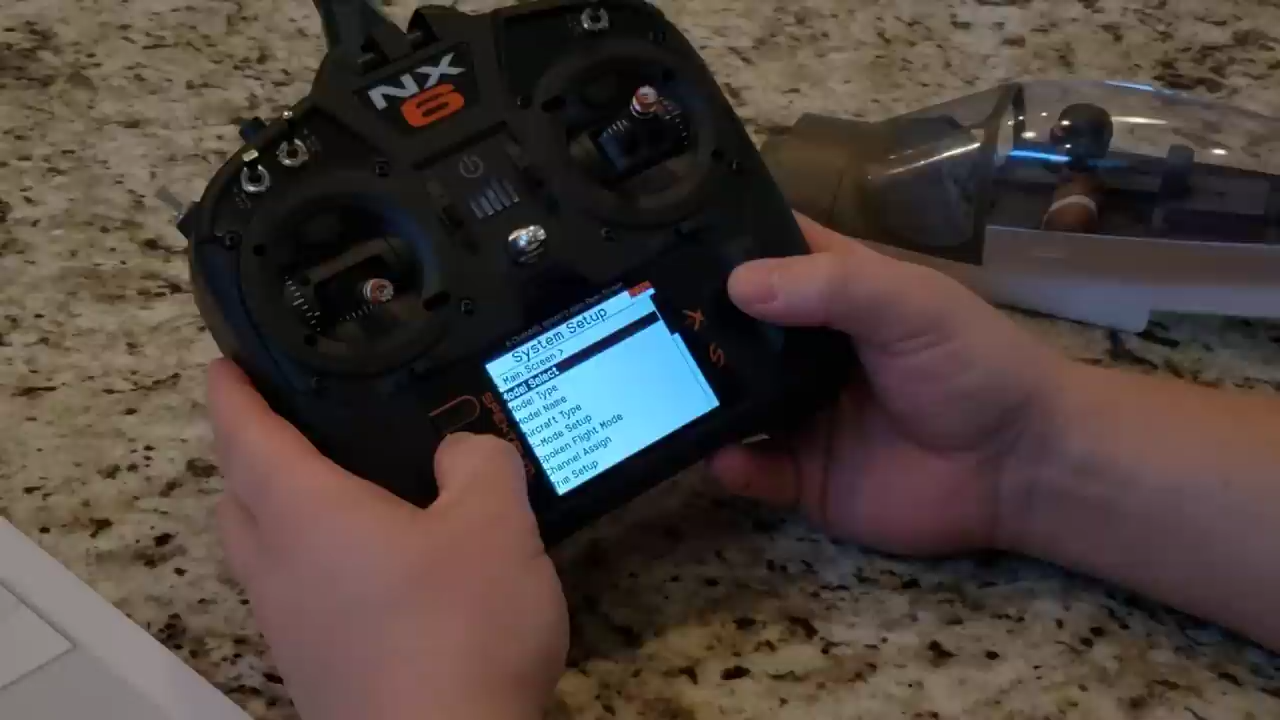 NX
6
System Setup
Main Screen >
Model Select
Model Type
Model Name
Aircraft Type
F-Mode Setup
Spoken Flight Mode
Channel Assign
Trim Setup